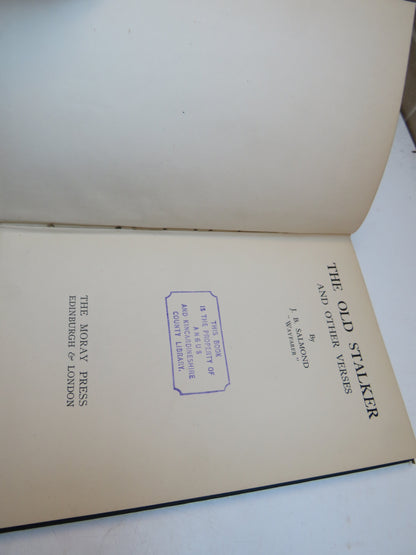 THE OLD STALKER
AND OTHER VERSES
By
J. B. SALMOND
"WAYFARER"
THIS BOOK
IS THE PROPERTY OF
ANGUS
AND KINCARDINESHIRE
COUNTY LIBRARY.
THE MORAY PRESS
EDINBURGH & LONDON